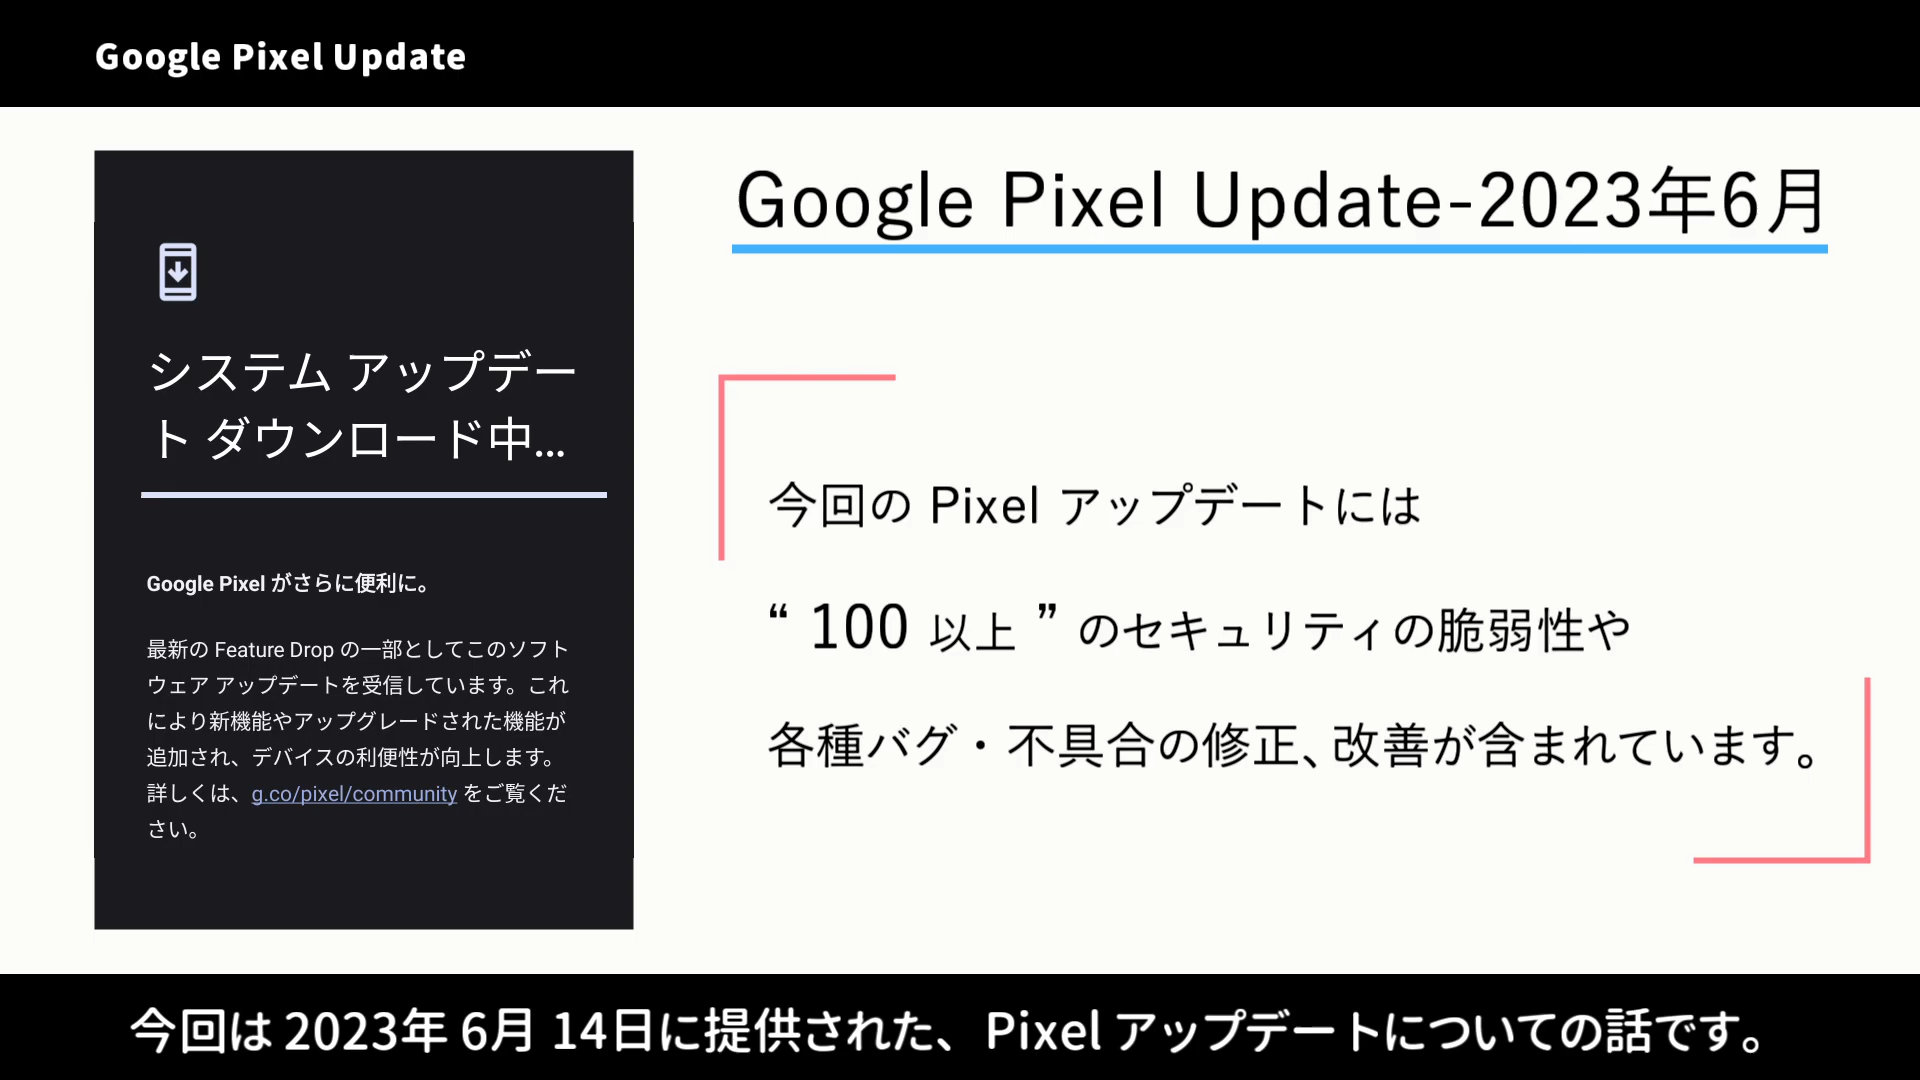 Google Pixel Update
システム アップデー
ト ダウンロード中...
Google Pixel がさらに便利に。
最新の Feature Drop の一部としてこのソフト
ウェア アップデートを受信しています。これ
により新機能やアップグレードされた機能が
追加され、デバイスの利便性が向上します。
詳しくは、g.co/pixel/community をご覧くだ
さい。
Google Pixel Update-2023年6月
今回の Pixel アップデートには
“ 100 以上 ” のセキュリティの脆弱性や
各種バグ・不具合の修正、改善が含まれています。
今回は 2023年 6月 14日に提供された、Pixel アップデートについての話です。